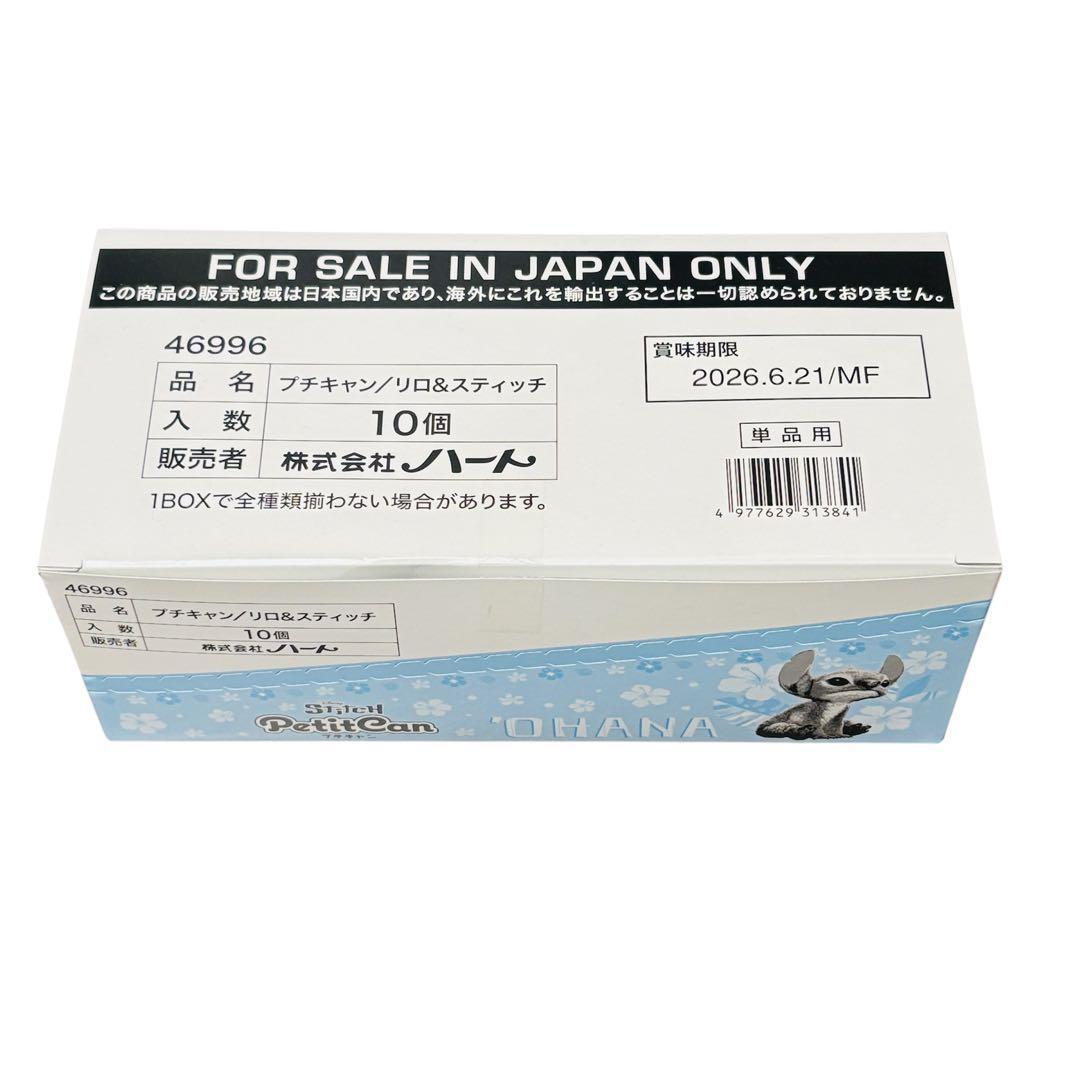 FOR SALE IN JAPAN ONLY
この商品の販売地域は日本国内であり、海外にこれを輸出することは一切認められておりません。
46996
品 名 プチキャン/リロ&スティッチ
入 数 10個
販売者 株式会社ハート
1BOXで全種類揃わない場合があります。
賞味期限
2026.6.21/MF
単品用
4 977629 313841
46996
品 名 プチキャン/リロ&スティッチ
入 数 10個
販売者 株式会社ハート
Disney
STITCH
PetitCan
プチキャン
'OHANA